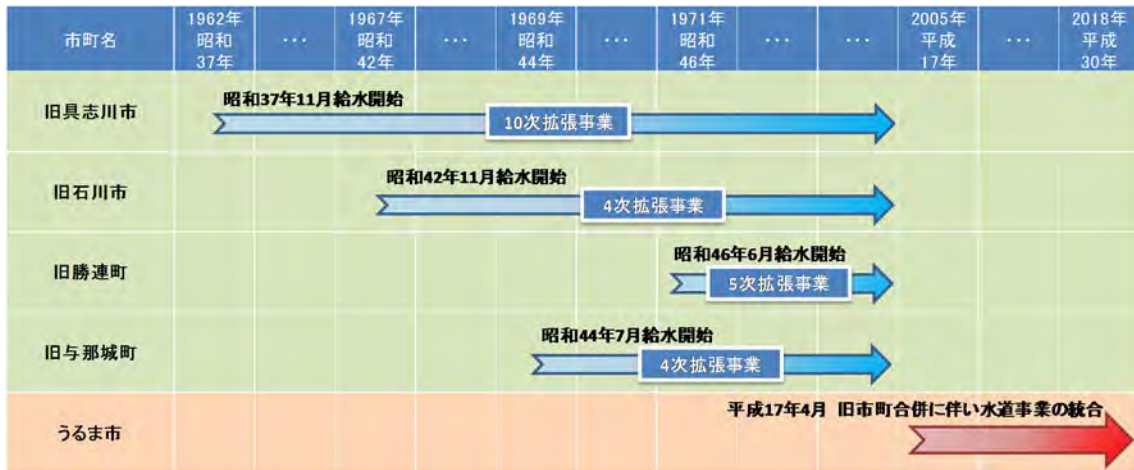 市町名
1962年
昭和
37年
・・・
1967年
昭和
42年
・・・
1969年
昭和
44年
・・・
1971年
昭和
46年
・・・
・・・
2005年
平成
17年
・・・
2018年
平成
30年
旧具志川市
昭和37年11月給水開始
10次拡張事業
旧石川市
昭和42年11月給水開始
4次拡張事業
旧勝連町
昭和46年6月給水開始
5次拡張事業
旧与那城町
昭和44年7月給水開始
4次拡張事業
うるま市
平成17年4月 旧市町合併に伴い水道事業の統合